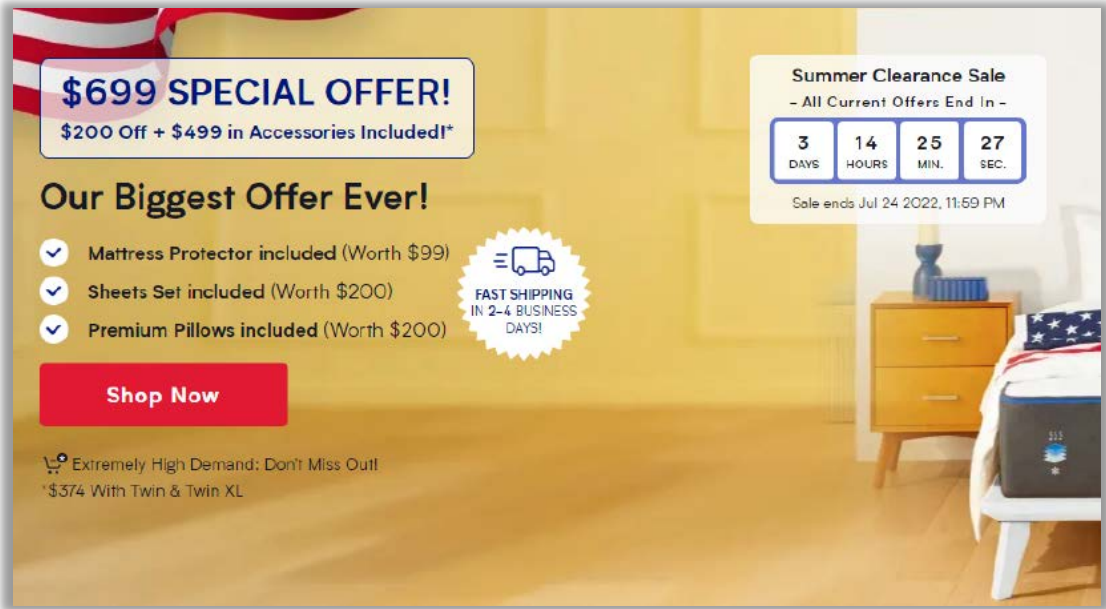 $699 SPECIAL OFFER!
$200 Off + $499 in Accessories Included!*
Our Biggest Offer Ever!
Mattress Protector included (Worth $99)
Sheets Set included (Worth $200)
Premium Pillows included (Worth $200)
FAST SHIPPING
IN 2-4 BUSINESS
DAYS!
Shop Now
Extremely High Demand: Don't Miss Out!
*$374 With Twin & Twin XL
Summer Clearance Sale
- All Current Offers End In -
3 14 25 27
DAYS HOURS MIN. SEC.
Sale ends Jul 24 2022, 11:59 PM